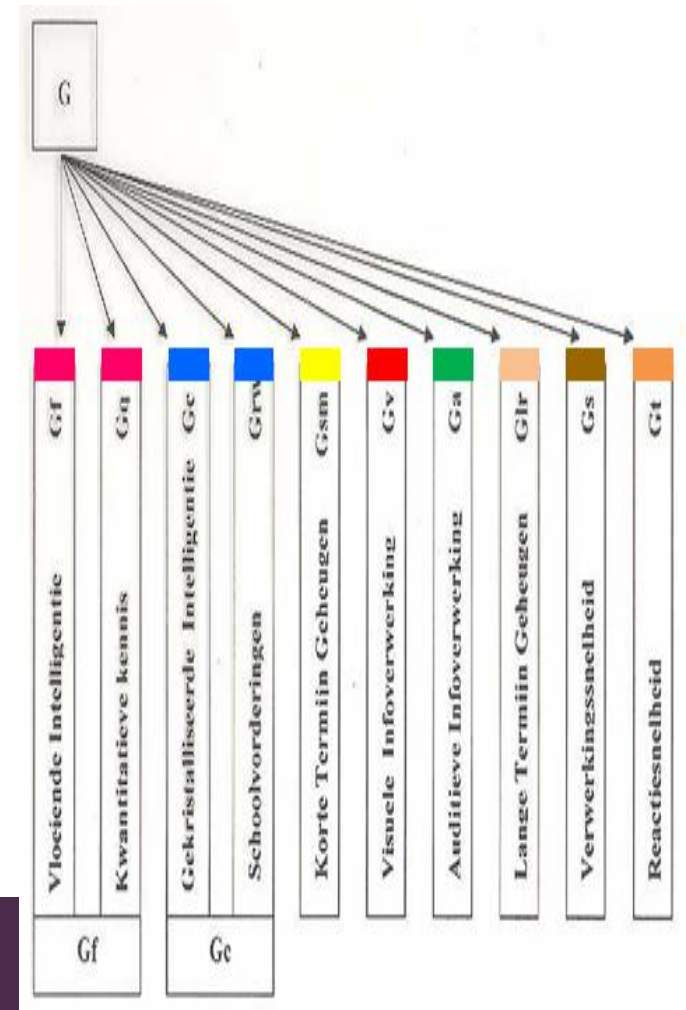 G
Vloeiende Intelligentie Gf
Kwantitatieve kennis Gq
Gekristalliseerde Intelligentie Gc
Schoolvorderingen Grw
Korte Termijn Geheugen Gsm
Visuele Infoverwerking Gv
Auditieve Infoverwerking Ga
Lange Termijn Geheugen Glr
Verwerkingssnelheid Gs
Reactiesnelheid Gt
Gf
Gc